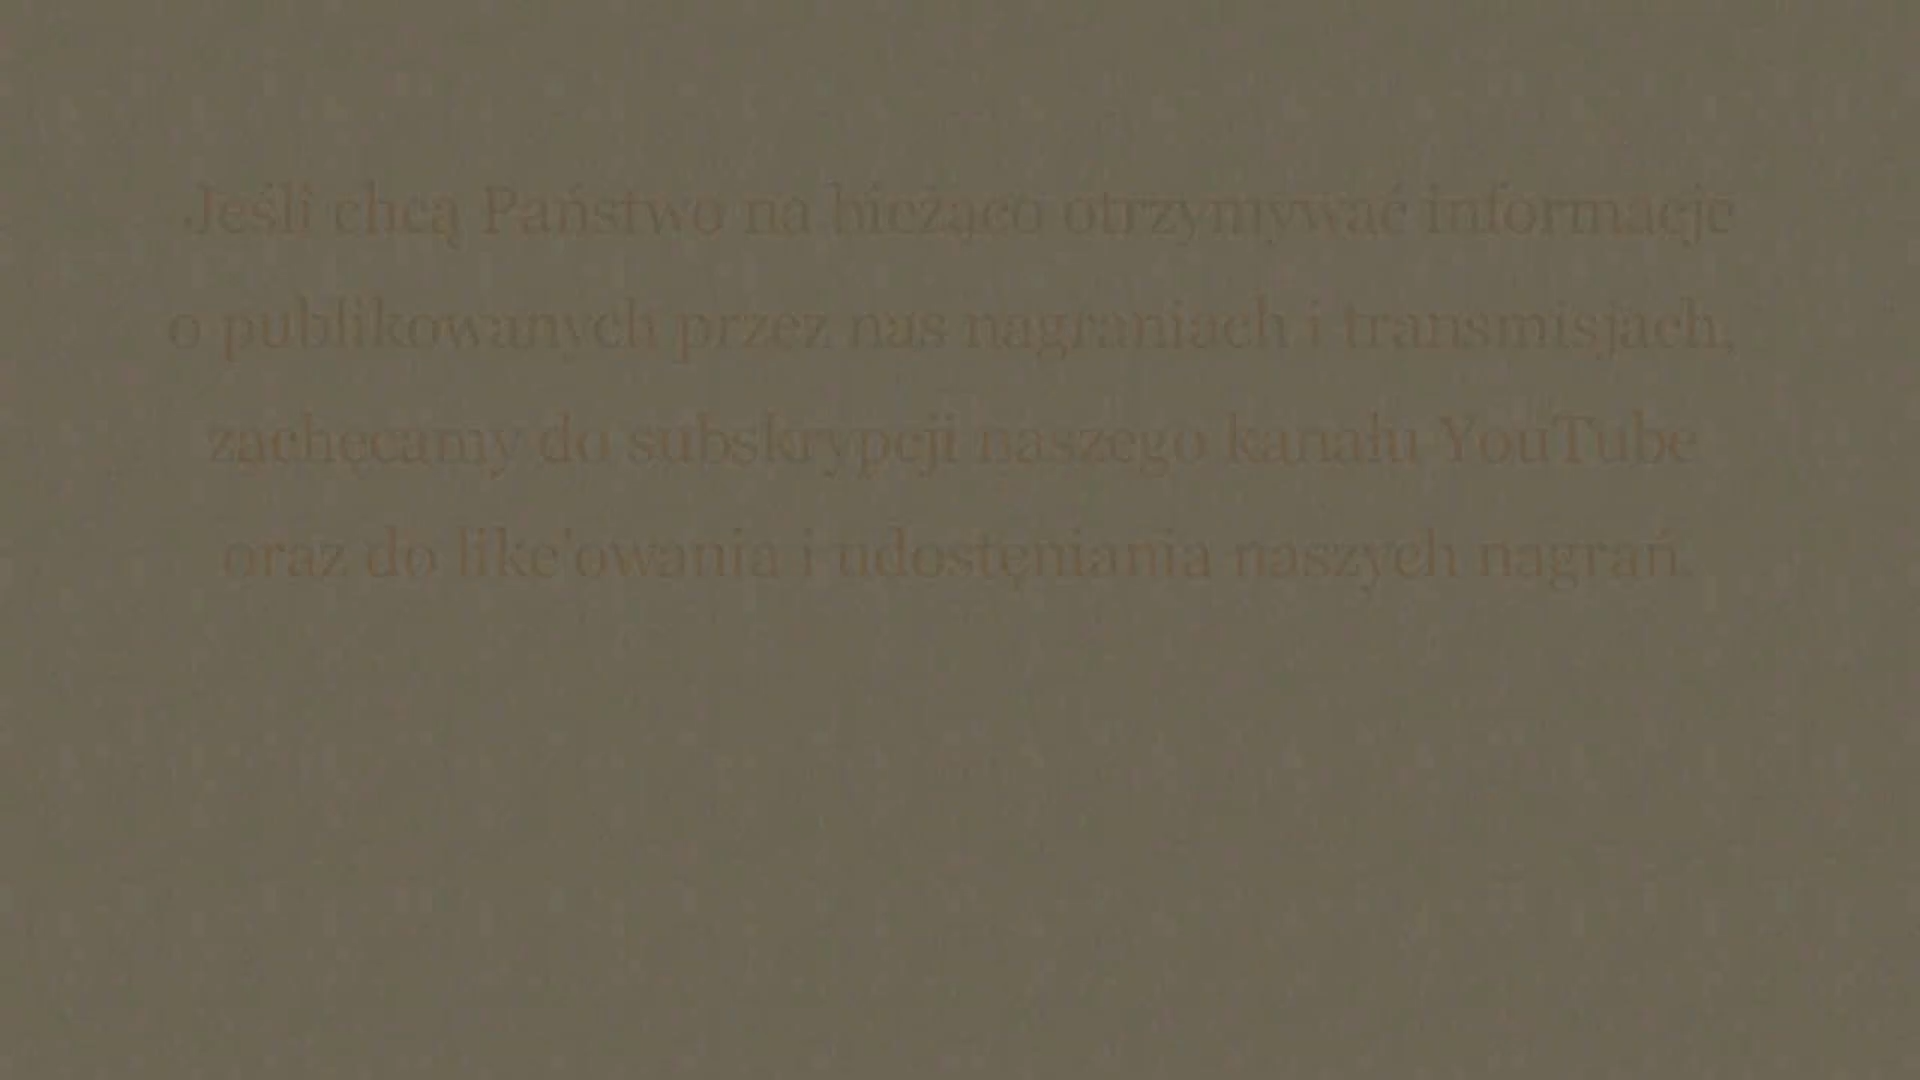 Jeśli chcą Państwo na bieżąco otrzymywać informacje
o publikowanych przez nas nagraniach i transmisjach,
zachęcamy do subskrypcji naszego kanału YouTube
oraz do like'owania i udostęniania naszych nagrań.